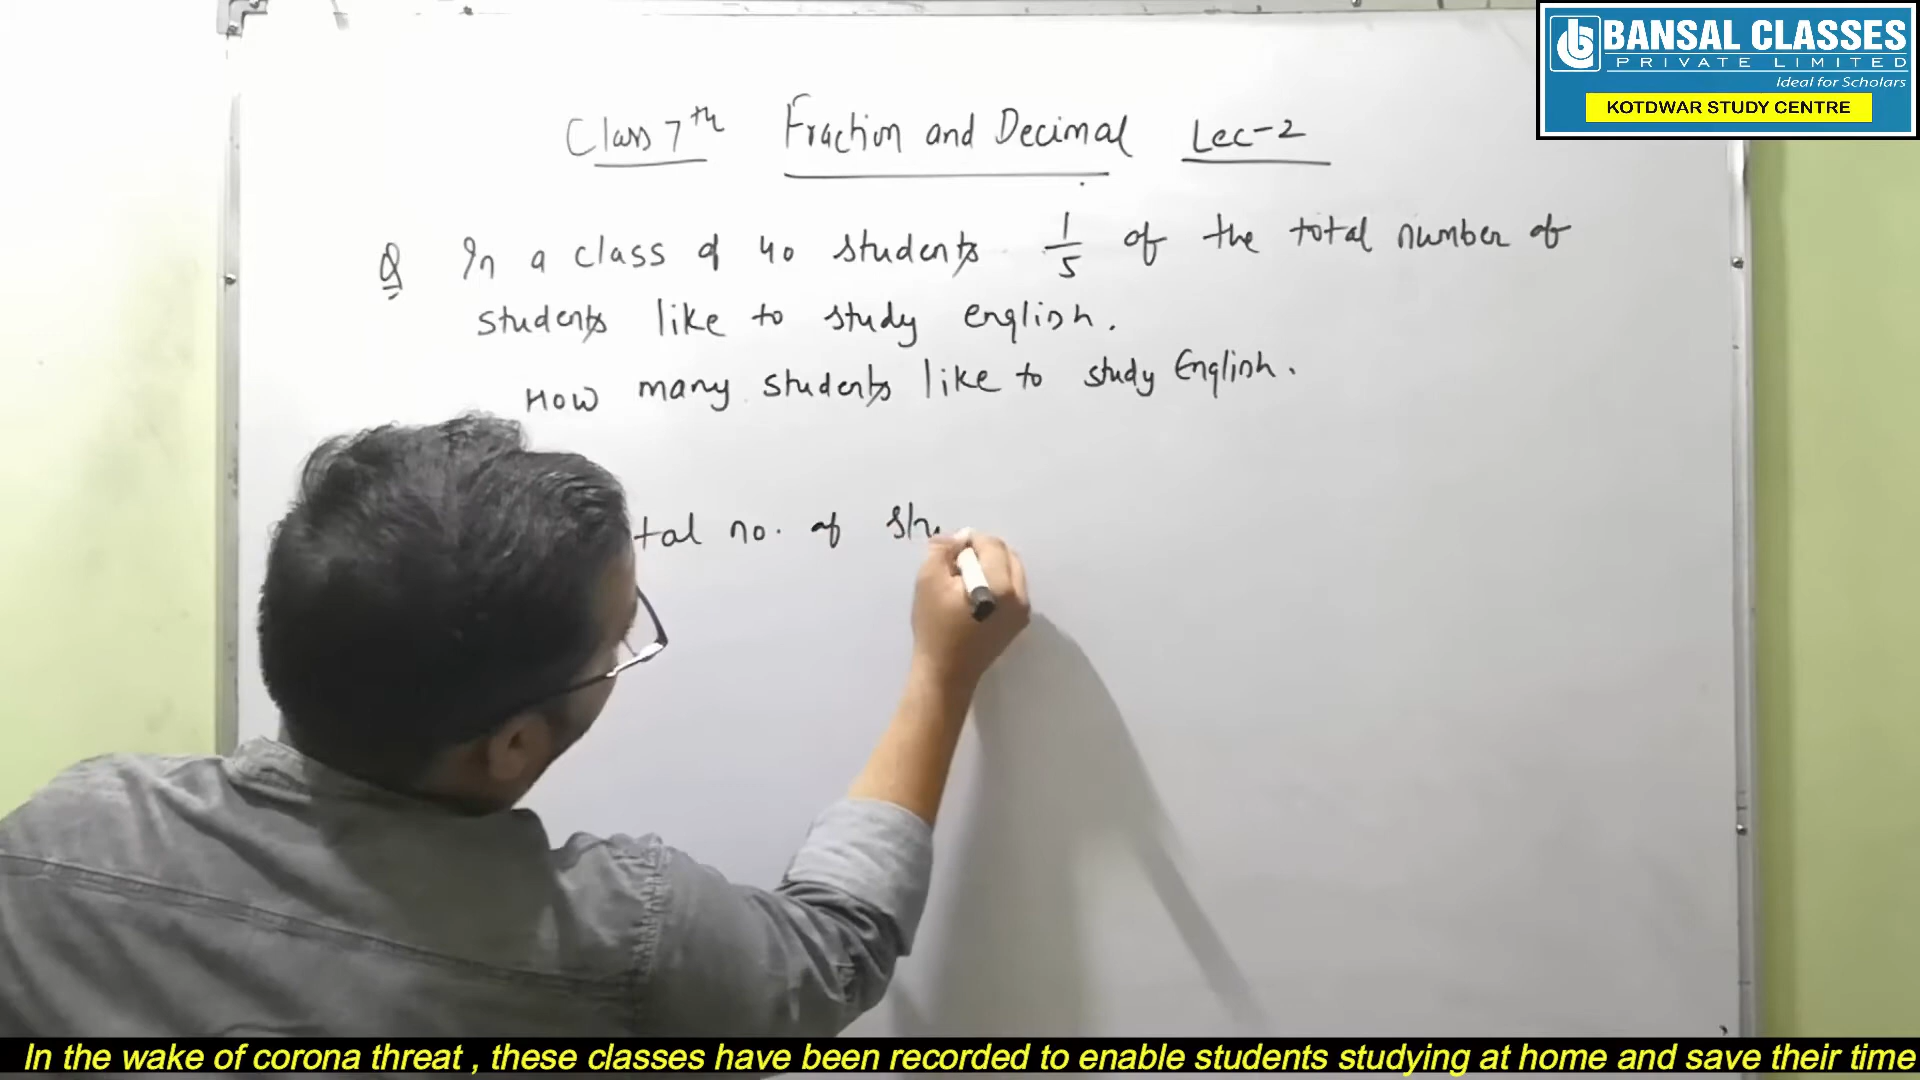 BANSAL CLASSES
PRIVATE LIMITED
Ideal for Scholars
KOTDWAR STUDY CENTRE
Class 7th Fraction and Decimal Lec-2
Q In a class of 40 students 1/5 of the total number of
students like to study english.
How many students like to study English.
tal no. of stu
In the wake of corona threat , these classes have been recorded to enable students studying at home and save their time